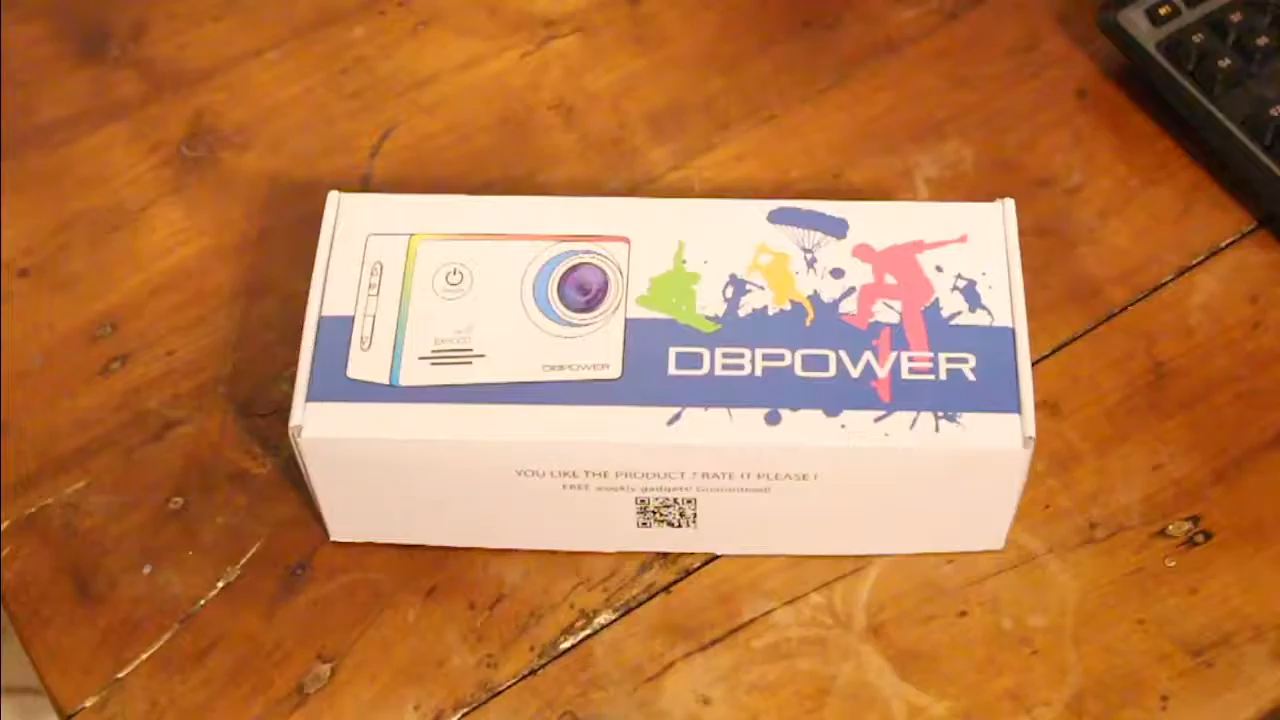 DBPOWER
DBPOWER
YOU LIKE THE PRODUCT ? RATE IT PLEASE !
FREE weekly gadgets! Guaranteed!